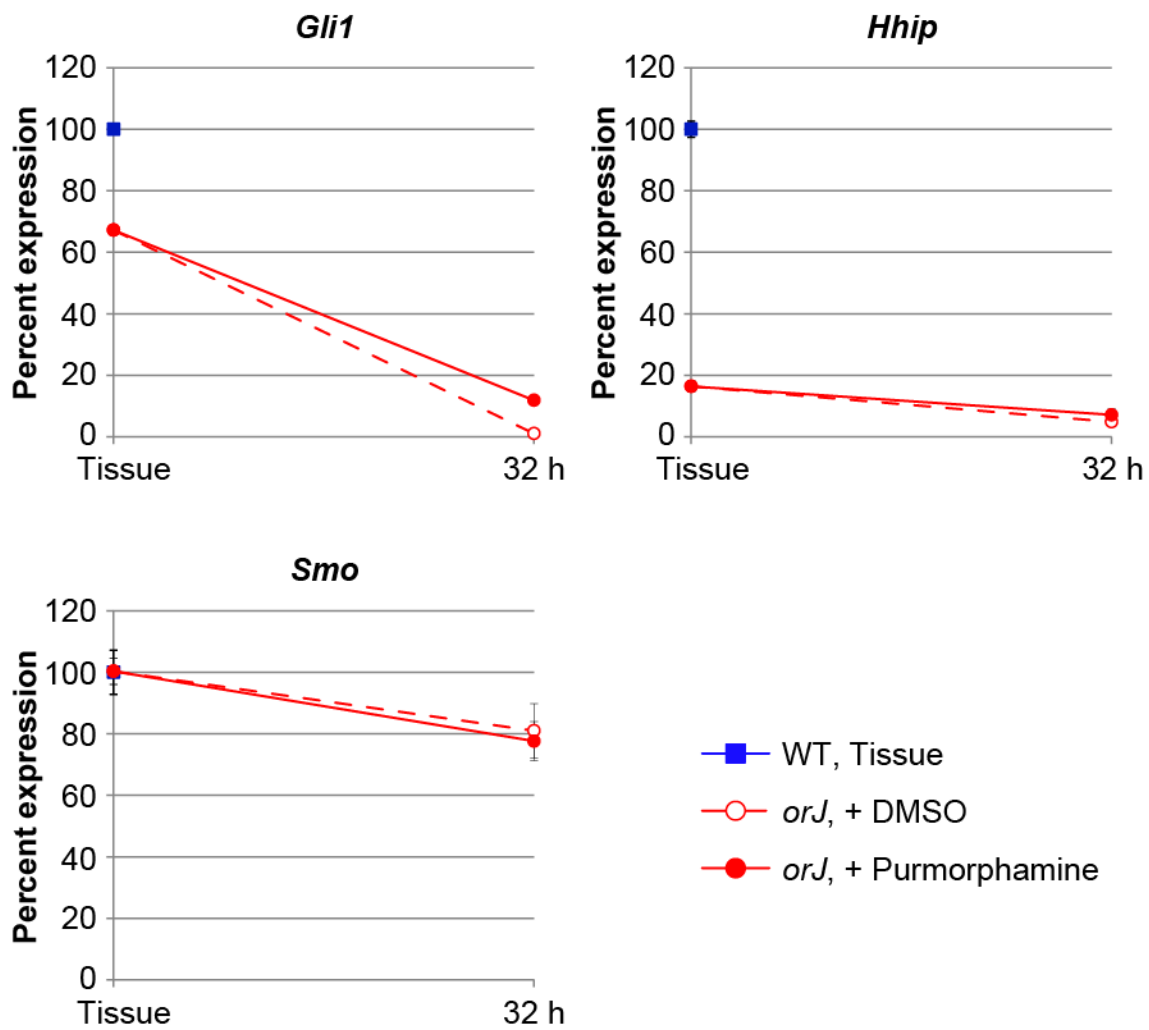 Gli1
Percent expression
120
100
80
60
40
20
0
Tissue 32 h
Hhip
Percent expression
120
100
80
60
40
20
0
Tissue 32 h
Smo
Percent expression
120
100
80
60
40
20
0
Tissue 32 h
WT, Tissue
orJ, + DMSO
orJ, + Purmorphamine